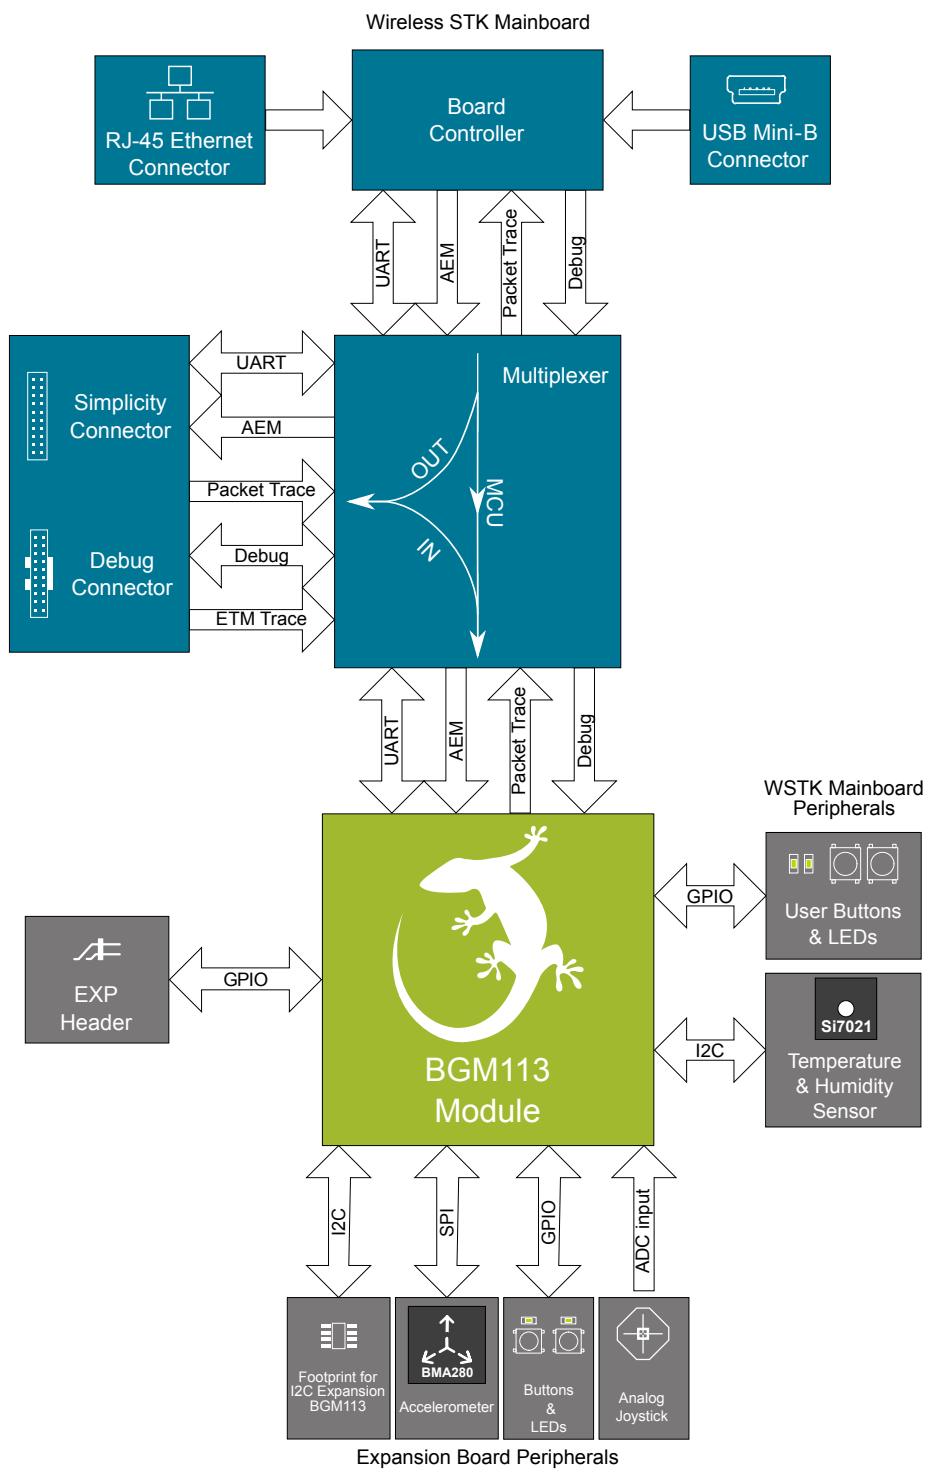 Wireless STK Mainboard
RJ-45 Ethernet
Connector
Board
Controller
USB Mini-B
Connector
UART
AEM
Packet Trace
Debug
Simplicity
Connector
Debug
Connector
UART
AEM
Packet Trace
Debug
ETM Trace
Multiplexer
OUT
MCU
IN
UART
AEM
Packet Trace
Debug
WSTK Mainboard
Peripherals
User Buttons
& LEDs
GPIO
EXP
Header
GPIO
BGM113
Module
I2C
Si7021
Temperature
& Humidity
Sensor
I2C
SPI
GPIO
ADC input
Footprint for
I2C Expansion
BGM113
BMA280
Accelerometer
Buttons
&
LEDs
Analog
Joystick
Expansion Board Peripherals